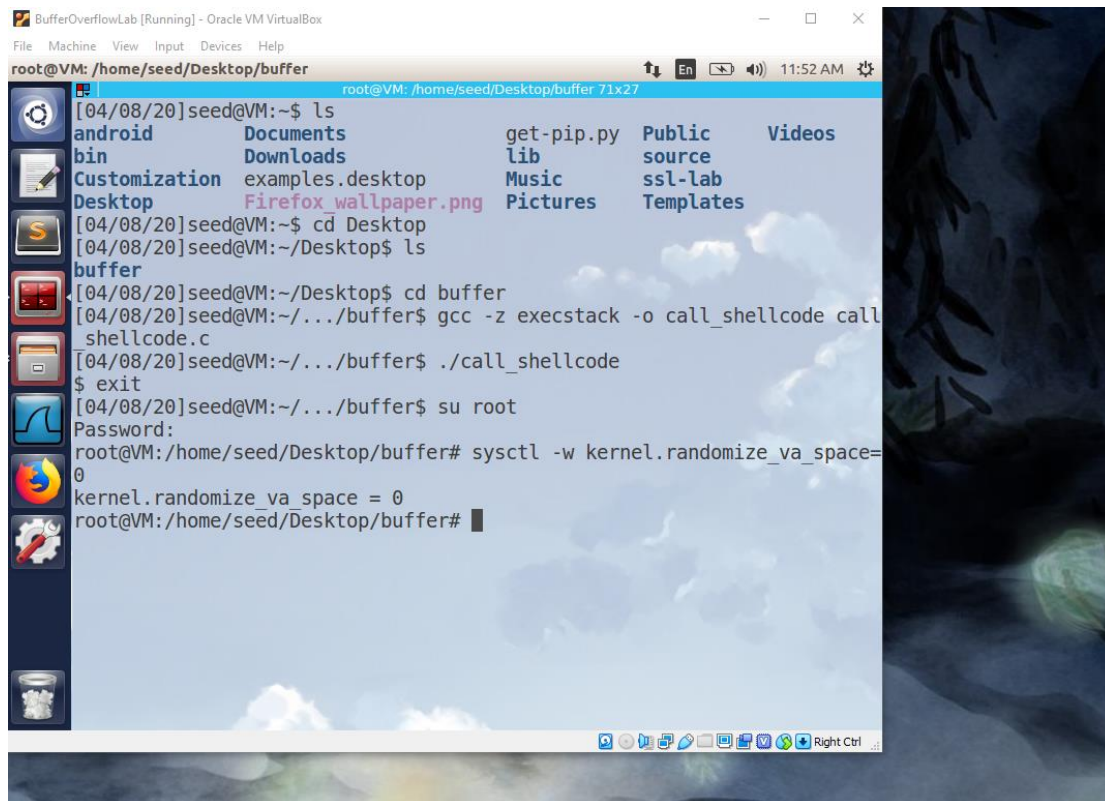 BufferOverflowLab [Running] - Oracle VM VirtualBox
File Machine View Input Devices Help
root@VM: /home/seed/Desktop/buffer En 11:52 AM
root@VM: /home/seed/Desktop/buffer 71x27
[04/08/20]seed@VM:~$ ls
android Documents get-pip.py Public Videos
bin Downloads lib source
Customization examples.desktop Music ssl-lab
Desktop Firefox_wallpaper.png Pictures Templates
[04/08/20]seed@VM:~$ cd Desktop
[04/08/20]seed@VM:~/Desktop$ ls
buffer
[04/08/20]seed@VM:~/Desktop$ cd buffer
[04/08/20]seed@VM:~/.../buffer$ gcc -z execstack -o call_shellcode call
_shellcode.c
[04/08/20]seed@VM:~/.../buffer$ ./call_shellcode
$ exit
[04/08/20]seed@VM:~/.../buffer$ su root
Password:
root@VM:/home/seed/Desktop/buffer# sysctl -w kernel.randomize_va_space=
0
kernel.randomize_va_space = 0
root@VM:/home/seed/Desktop/buffer#
Right Ctrl